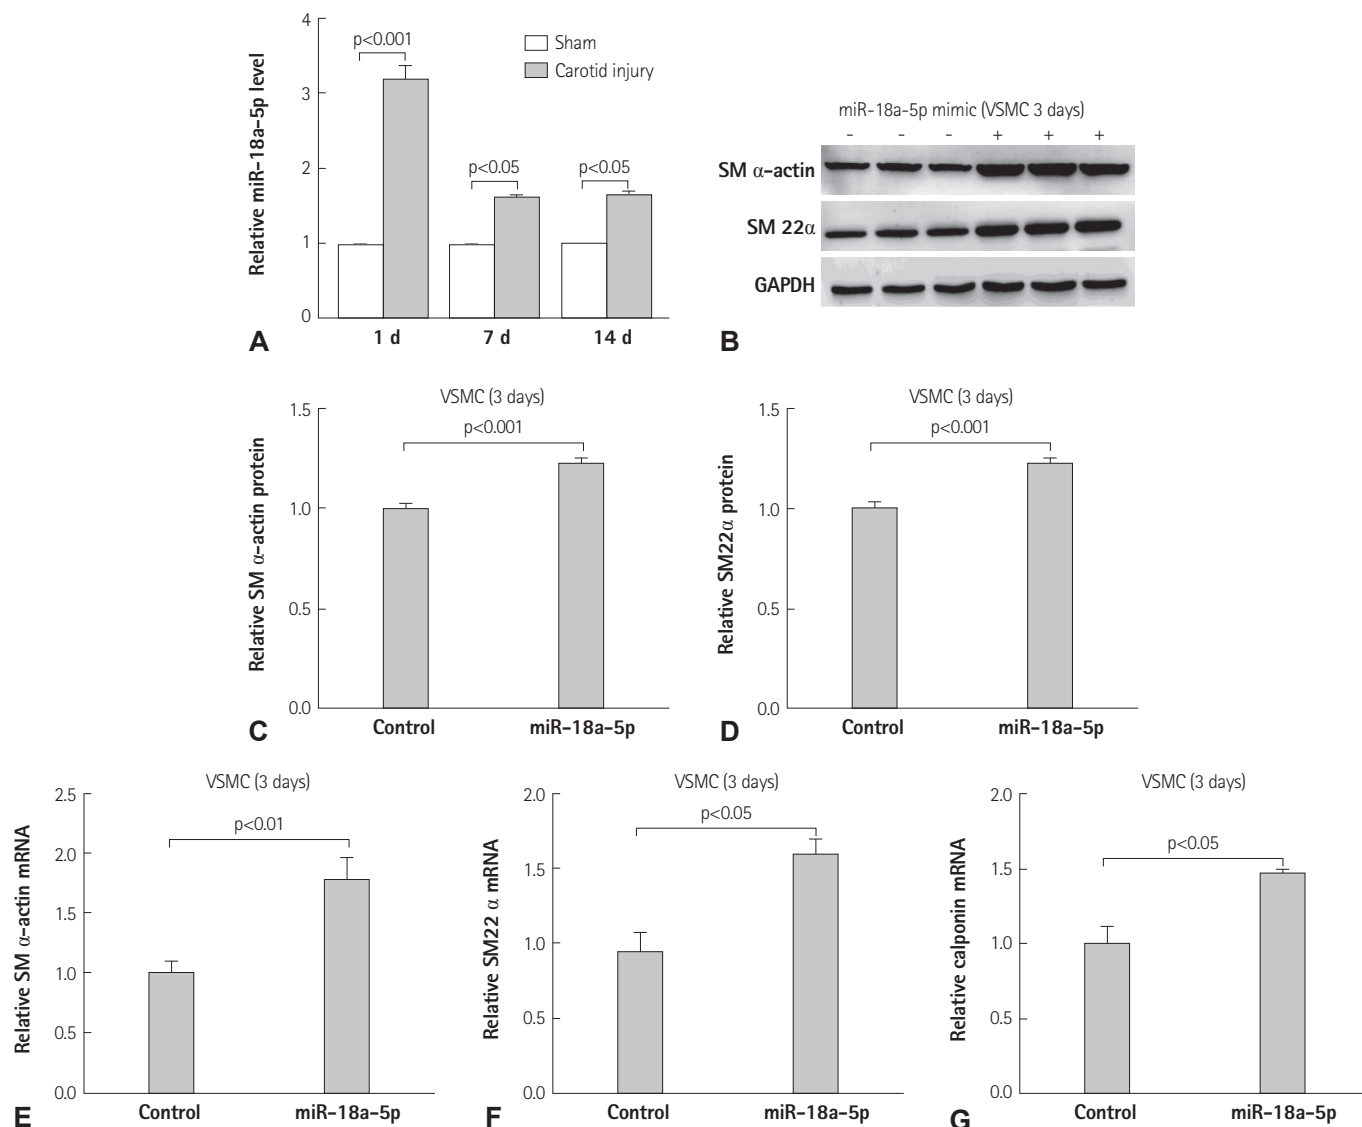 4
3
2
1
0
Relative miR-18a-5p level
p<0.001
p<0.05
p<0.05
Sham
Carotid injury
1 d
7 d
14 d
A
miR-18a-5p mimic (VSMC 3 days)
- - - + + +
SM α-actin
SM 22α
GAPDH
B
VSMC (3 days)
p<0.001
1.5
1.0
0.5
0.0
Relative SM α-actin protein
Control
miR-18a-5p
C
VSMC (3 days)
p<0.001
1.5
1.0
0.5
0.0
Relative SM22α protein
Control
miR-18a-5p
D
VSMC (3 days)
p<0.01
2.5
2.0
1.5
1.0
0.5
0.0
Relative SM α-actin mRNA
Control
miR-18a-5p
E
VSMC (3 days)
p<0.05
2.0
1.5
1.0
0.5
0.0
Relative SM22 α mRNA
Control
miR-18a-5p
F
VSMC (3 days)
p<0.05
2.0
1.5
1.0
0.5
0.0
Relative calponin mRNA
Control
miR-18a-5p
G